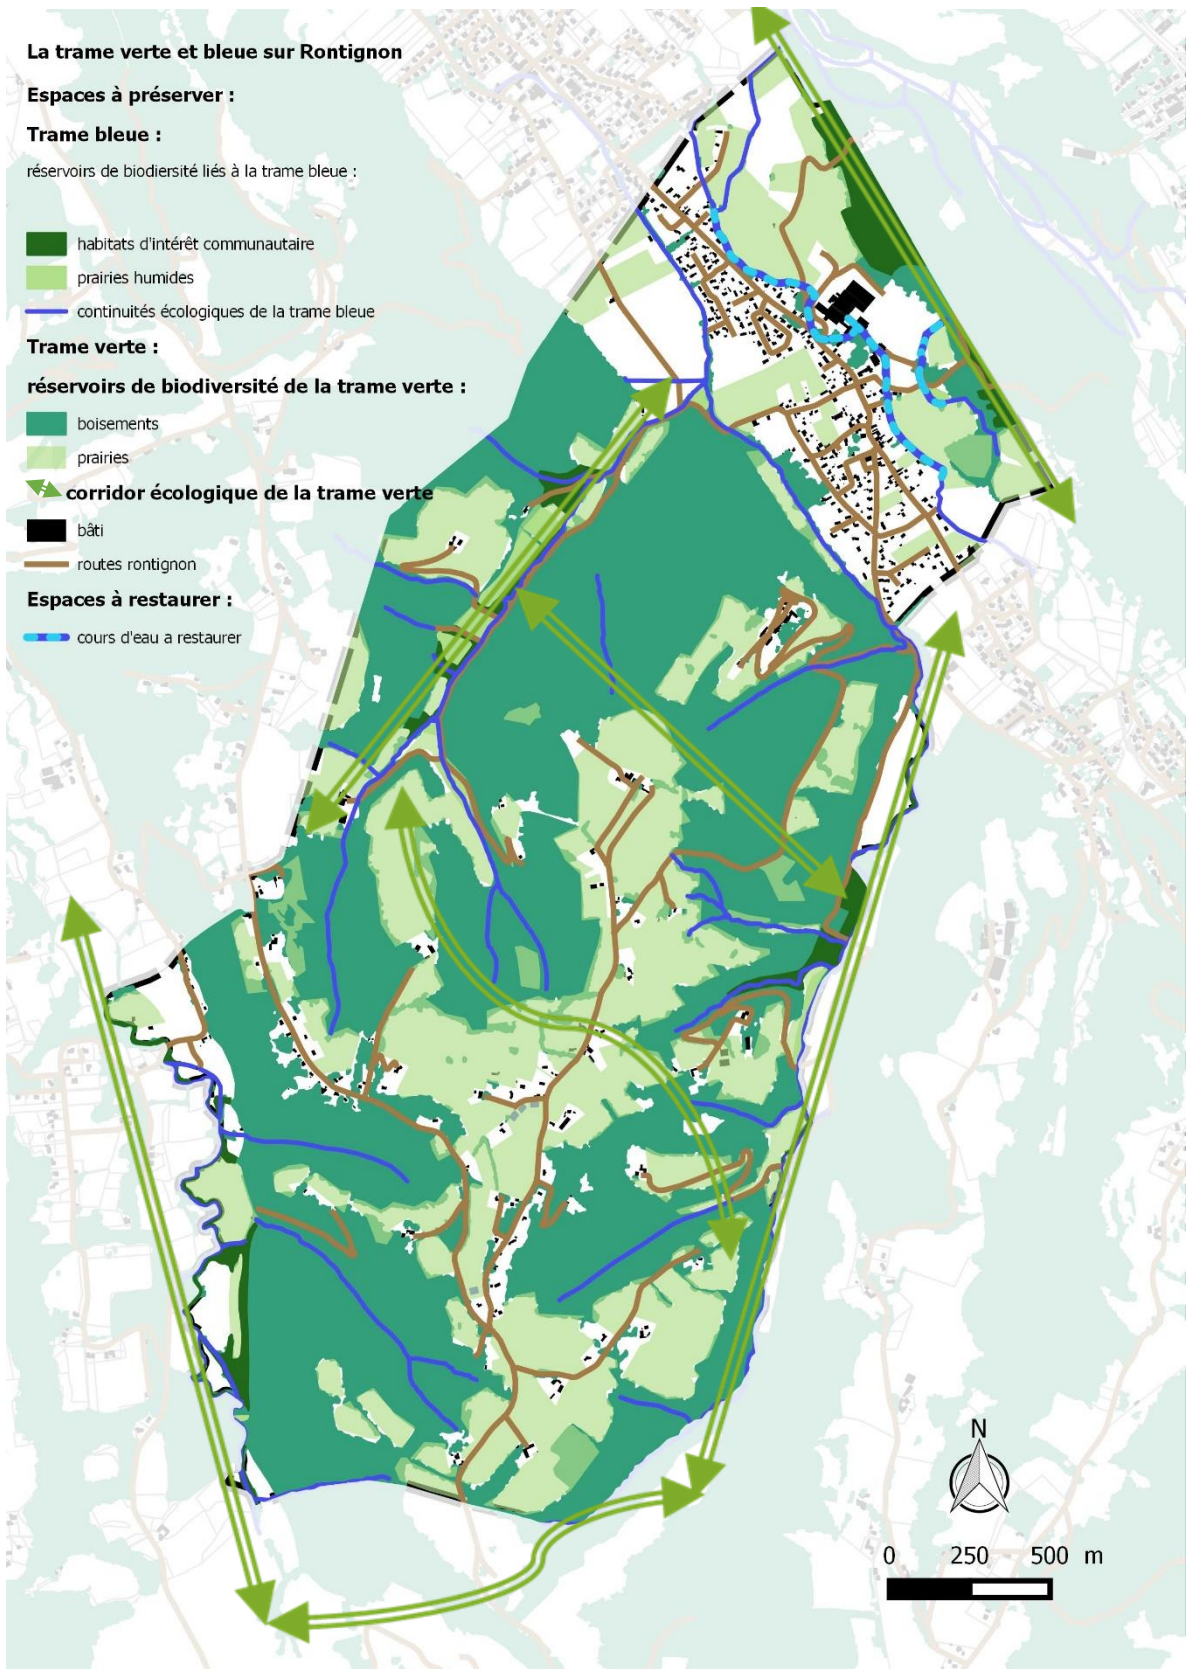 La trame verte et bleue sur Rontignon
Espaces à préserver :
Trame bleue :
réservoirs de biodiersité liés à la trame bleue :
habitats d'intérêt communautaire
prairies humides
continuités écologiques de la trame bleue
Trame verte :
réservoirs de biodiversité de la trame verte :
boisements
prairies
corridor écologique de la trame verte
bâti
routes rontignon
Espaces à restaurer :
cours d'eau a restaurer
N
0 250 500 m